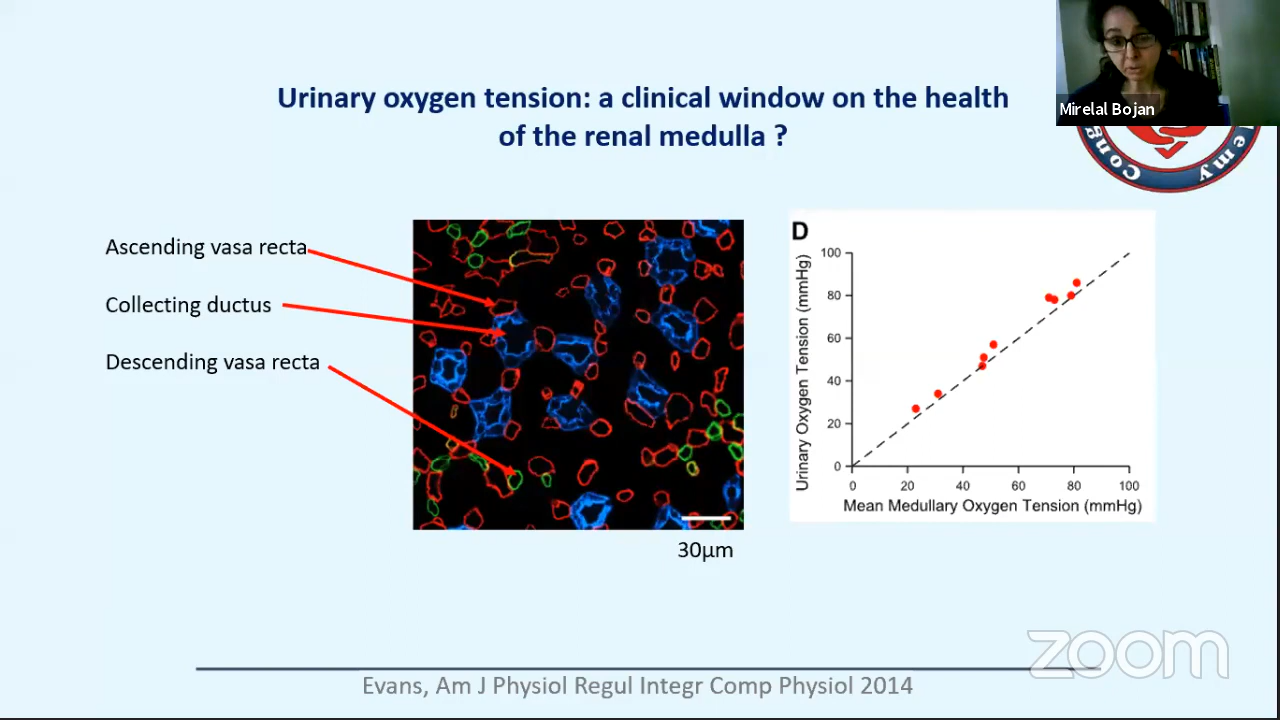 Mirelal Bojan
Urinary oxygen tension: a clinical window on the health
of the renal medulla ?
Cong
emy
Ascending vasa recta
Collecting ductus
Descending vasa recta
30µm
D
Urinary Oxygen Tension (mmHg)
100
80
60
40
20
0
0 20 40 60 80 100
Mean Medullary Oxygen Tension (mmHg)
zoom
Evans, Am J Physiol Regul Integr Comp Physiol 2014